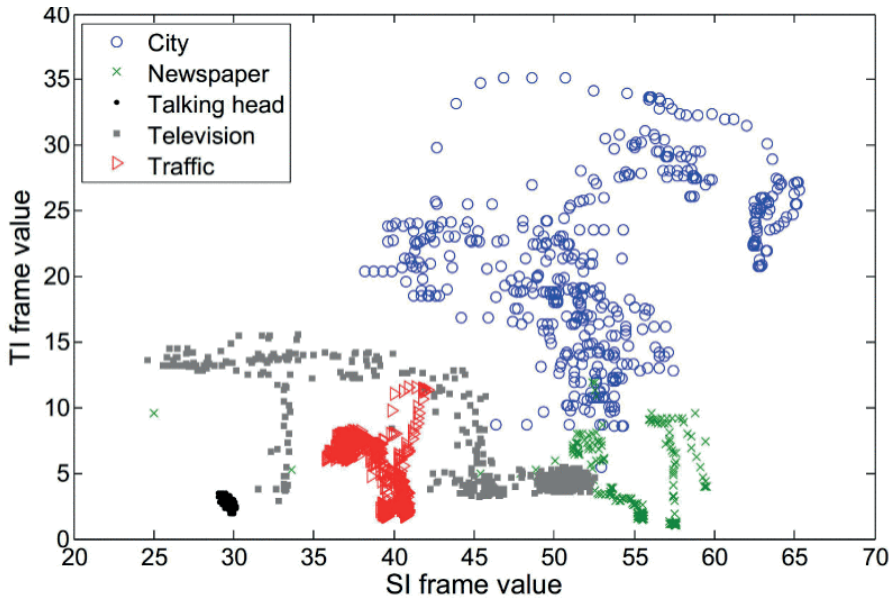 40
35
30
25
20
15
10
5
0
TI frame value
City
Newspaper
Talking head
Television
Traffic
20 25 30 35 40 45 50 55 60 65 70
SI frame value